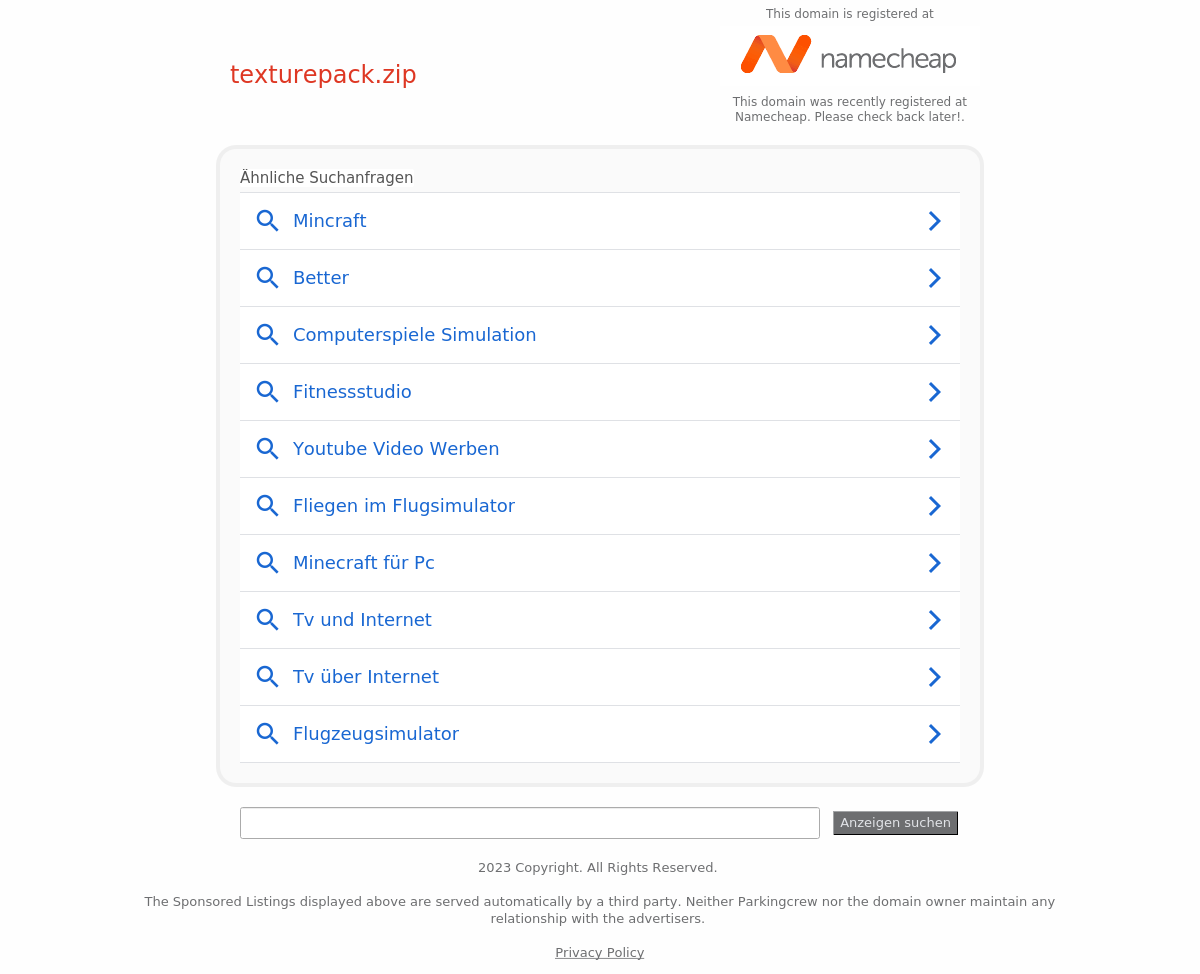 This domain is registered at
namecheap
texturepack.zip
This domain was recently registered at
Namecheap. Please check back later!.
Ähnliche Suchanfragen
Mincraft
Better
Computerspiele Simulation
Fitnessstudio
Youtube Video Werben
Fliegen im Flugsimulator
Minecraft für Pc
Tv und Internet
Tv über Internet
Flugzeugsimulator
Anzeigen suchen
2023 Copyright. All Rights Reserved.
The Sponsored Listings displayed above are served automatically by a third party. Neither Parkingcrew nor the domain owner maintain any
relationship with the advertisers.
Privacy Policy